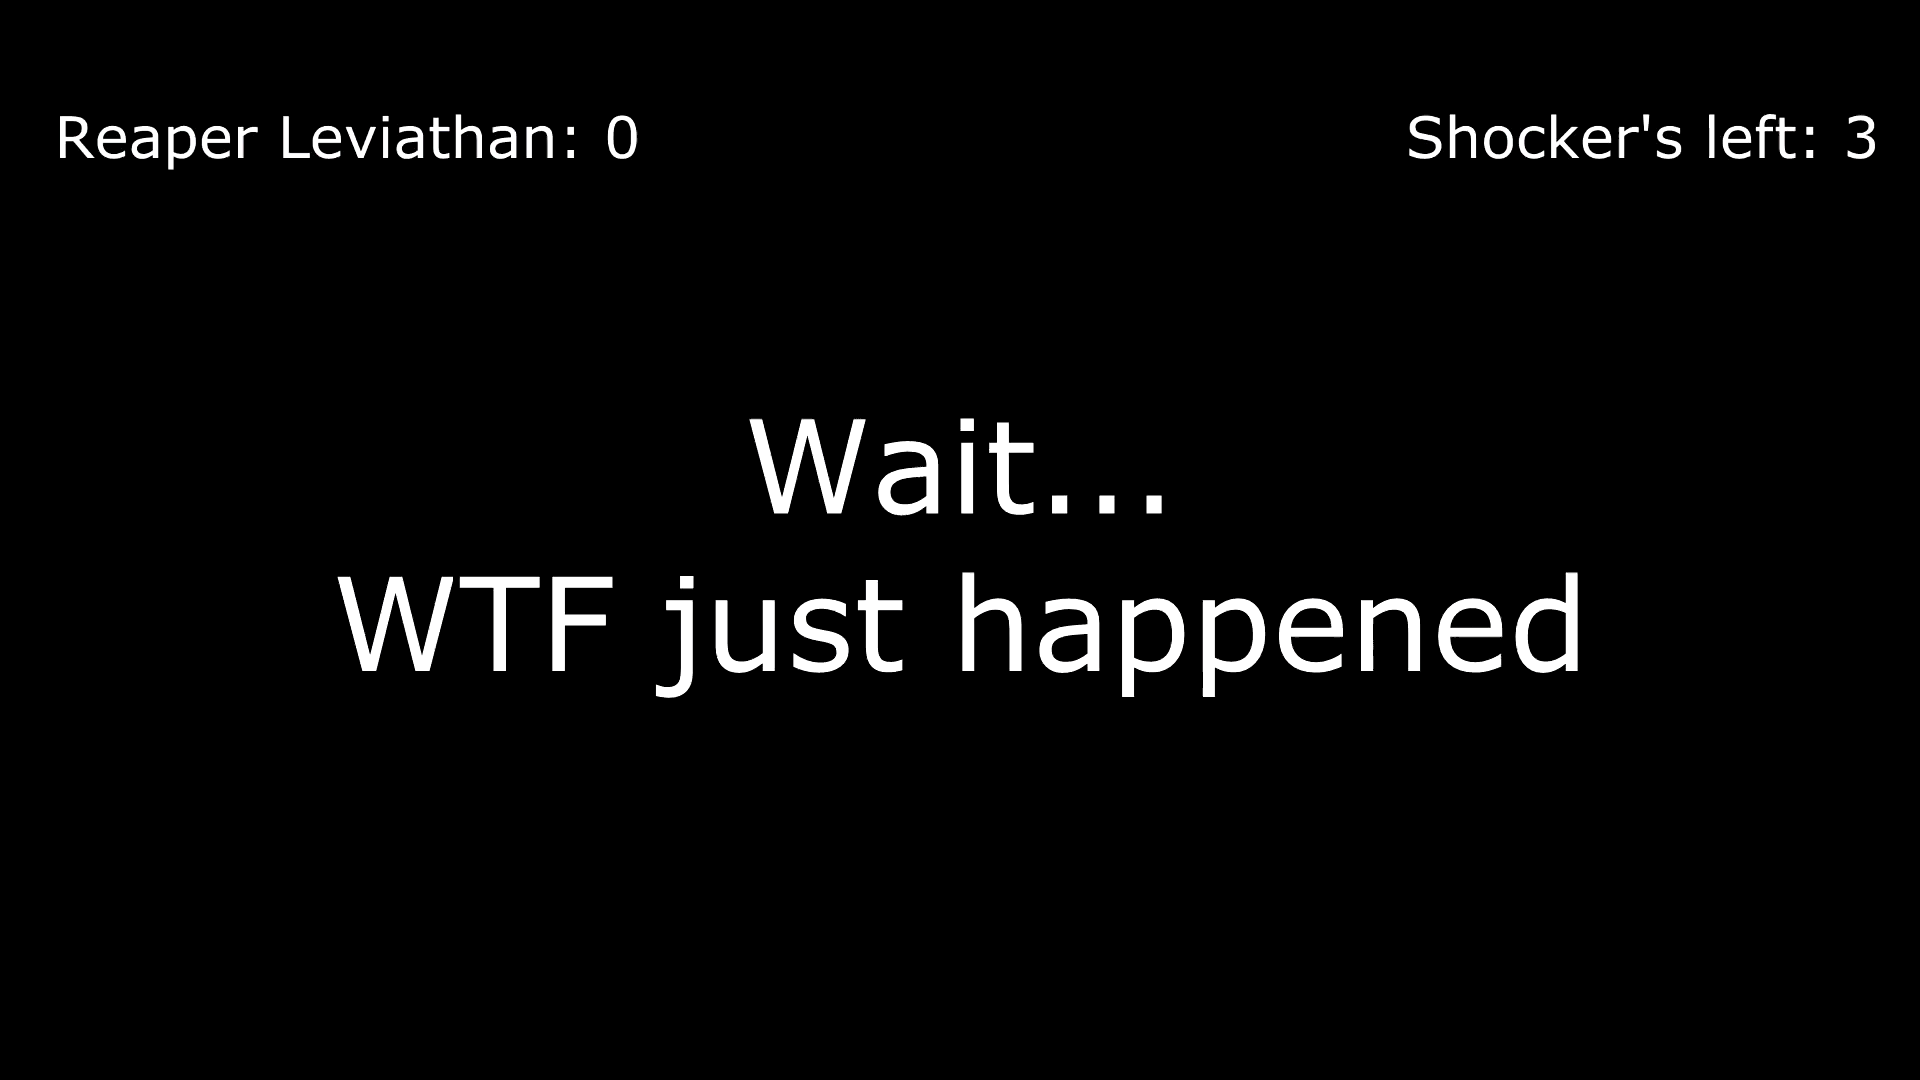 Reaper Leviathan: 0
Shocker's left: 3
Wait...
WTF just happened